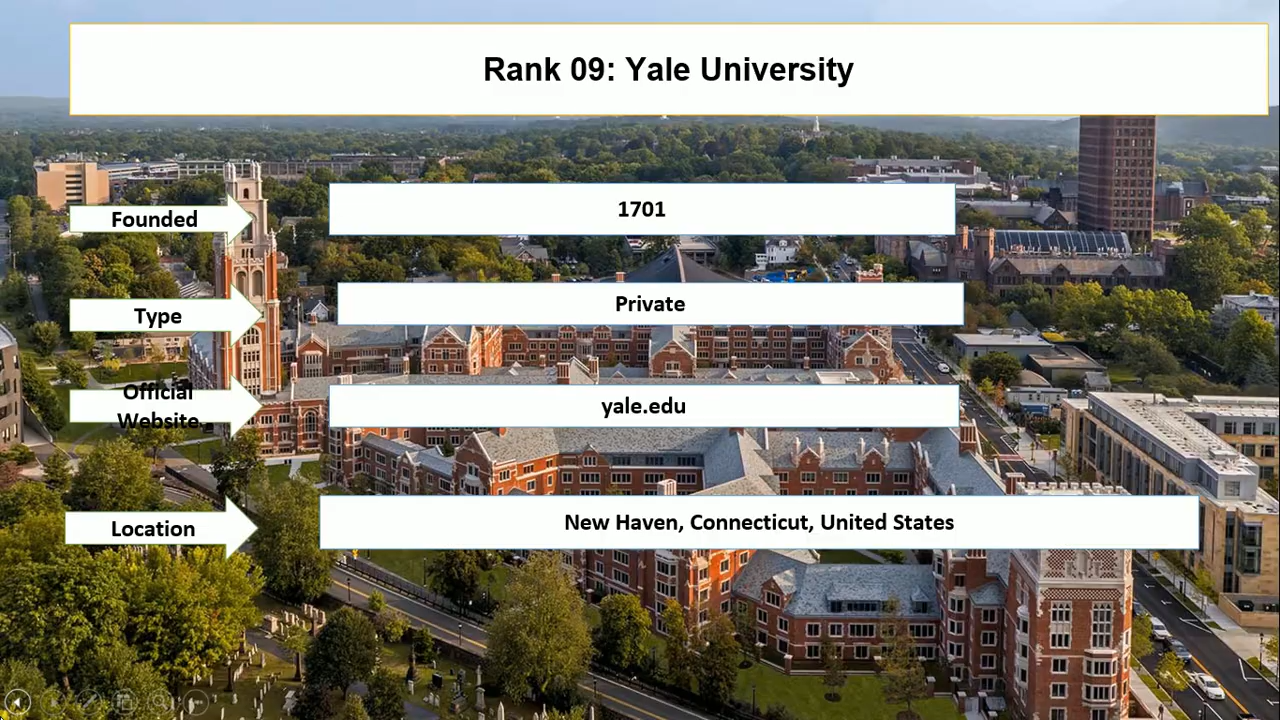 Rank 09: Yale University
Founded
1701
Type
Private
Official
Website
yale.edu
Location
New Haven, Connecticut, United States